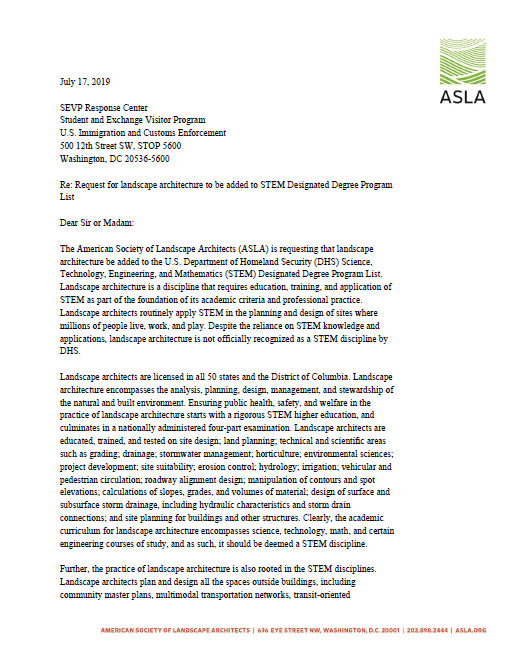 ASLA
July 17, 2019
SEVP Response Center
Student and Exchange Visitor Program
U.S. Immigration and Customs Enforcement
500 12th Street SW, STOP 5600
Washington, DC 20536-5600
Re: Request for landscape architecture to be added to STEM Designated Degree Program
List
Dear Sir or Madam:
The American Society of Landscape Architects (ASLA) is requesting that landscape
architecture be added to the U.S. Department of Homeland Security (DHS) Science,
Technology, Engineering, and Mathematics (STEM) Designated Degree Program List.
Landscape architecture is a discipline that requires education, training, and application of
STEM as part of the foundation of its academic criteria and professional practice.
Landscape architects routinely apply STEM in the planning and design of sites where
millions of people live, work, and play. Despite the reliance on STEM knowledge and
applications, landscape architecture is not officially recognized as a STEM discipline by
DHS.
Landscape architects are licensed in all 50 states and the District of Columbia. Landscape
architecture encompasses the analysis, planning, design, management, and stewardship of
the natural and built environment. Ensuring public health, safety, and welfare in the
practice of landscape architecture starts with a rigorous STEM higher education, and
culminates in a nationally administered four-part examination. Landscape architects are
educated, trained, and tested on site design; land planning; technical and scientific areas
such as grading; drainage; stormwater management; horticulture; environmental sciences;
project development; site suitability; erosion control; hydrology; irrigation; vehicular and
pedestrian circulation; roadway alignment design; manipulation of contours and spot
elevations; calculations of slopes, grades, and volumes of material; design of surface and
subsurface storm drainage, including hydraulic characteristics and storm drain
connections; and site planning for buildings and other structures. Clearly, the academic
curriculum for landscape architecture encompasses science, technology, math, and certain
engineering courses of study, and as such, it should be deemed a STEM discipline.
Further, the practice of landscape architecture is also rooted in the STEM disciplines.
Landscape architects plan and design all the spaces outside buildings, including
community master plans, multimodal transportation networks, transit-oriented
AMERICAN SOCIETY OF LANDSCAPE ARCHITECTS | 636 EYE STREET NW, WASHINGTON, D.C. 20001 | 202.898.2444 | ASLA.ORG